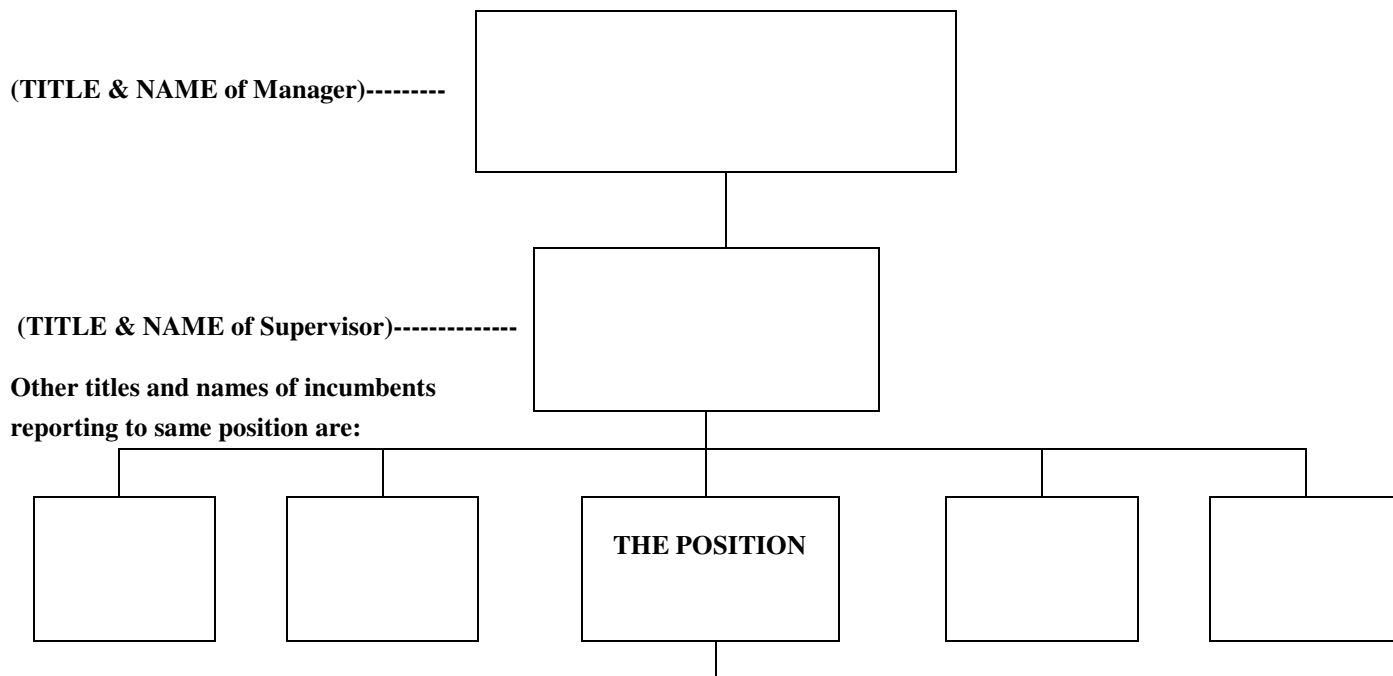 (TITLE & NAME of Manager)---------
(TITLE & NAME of Supervisor)--------------
Other titles and names of incumbents
reporting to same position are:
THE POSITION